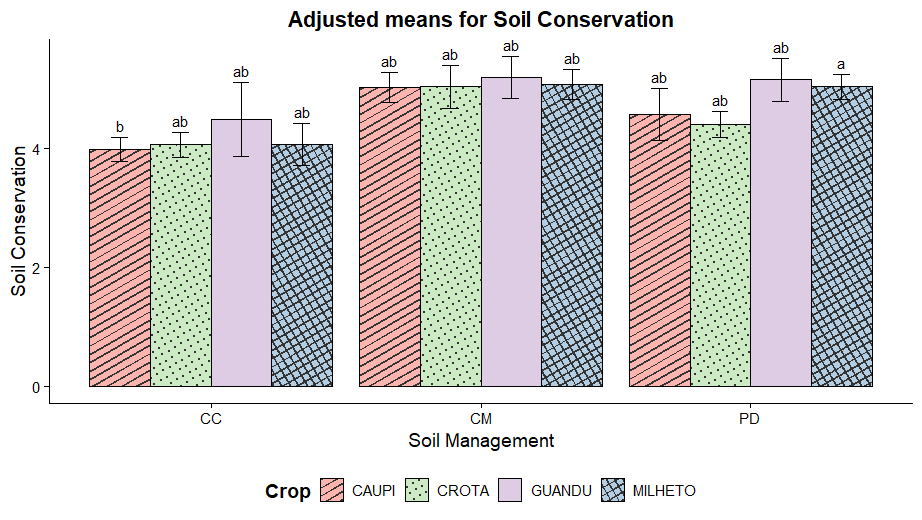 Adjusted means for Soil Conservation
Soil Conservation
4
2
0
b ab ab ab
ab ab ab ab
ab ab ab a
CC CM PD
Soil Management
Crop CAUPI CROTA GUANDU MILHETO